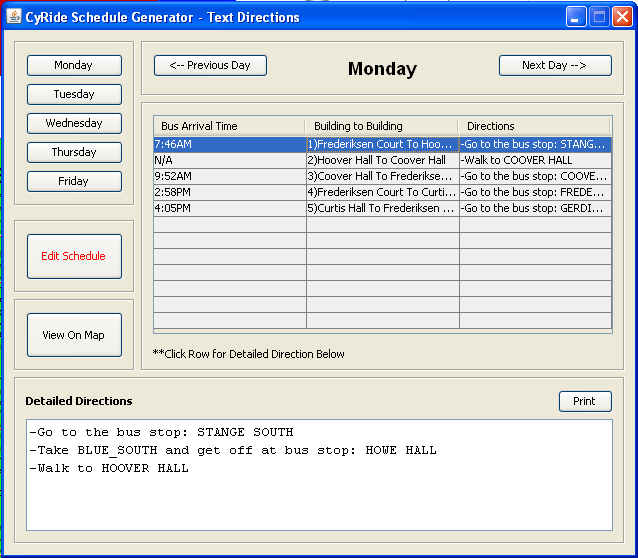 CyRide Schedule Generator - Text Directions
Monday
Tuesday
Wednesday
Thursday
Friday
Edit Schedule
View On Map
<-- Previous Day
Monday
Next Day -->
Bus Arrival Time Building to Building Directions
7:46AM 1)Frederiksen Court To Hoo... -Go to the bus stop: STANG...
N/A 2)Hoover Hall To Coover Hall -Walk to COOVER HALL
9:52AM 3)Coover Hall To Frederikse... -Go to the bus stop: COOVE...
2:58PM 4)Frederiksen Court To Curti... -Go to the bus stop: FREDE...
4:05PM 5)Curtis Hall To Frederiksen ... -Go to the bus stop: GERDI...
**Click Row for Detailed Direction Below
Detailed Directions
Print
-Go to the bus stop: STANGE SOUTH
-Take BLUE_SOUTH and get off at bus stop: HOWE HALL
-Walk to HOOVER HALL